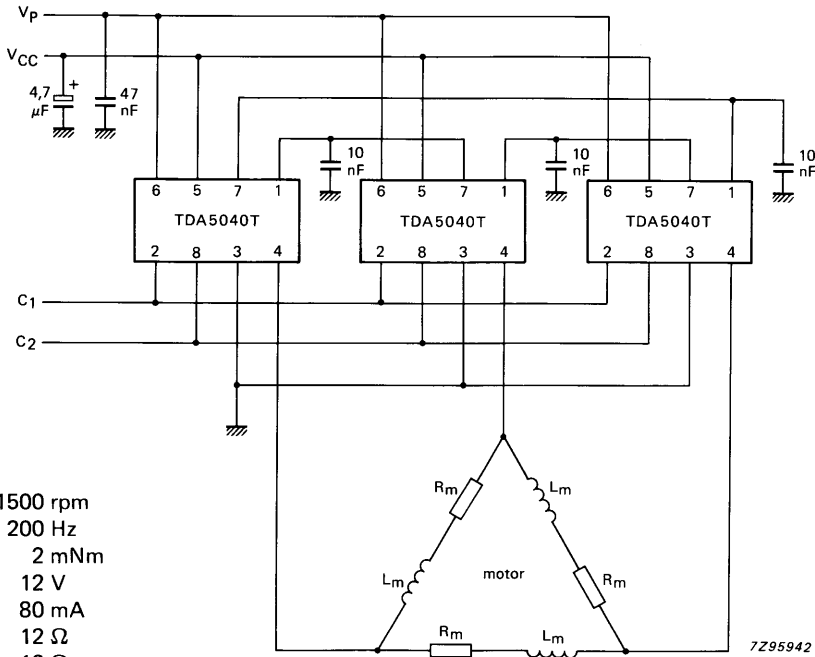 VP
VCC
4,7 µF
+
47 nF
10 nF
10 nF
10 nF
6 5 7 1
6 5 7 1
6 5 7 1
TDA5040T
TDA5040T
TDA5040T
2 8 3 4
2 8 3 4
2 8 3 4
C1
C2
1500 rpm
200 Hz
2 mNm
12 V
80 mA
12 Ω
Rm
Lm
Lm
motor
Rm
Rm
Lm
7Z95942